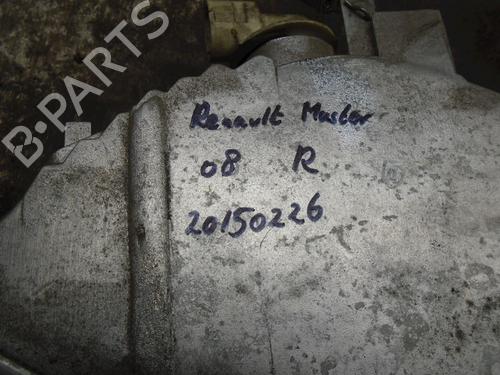 B-PARTS
Renault Master
08 R
20150226